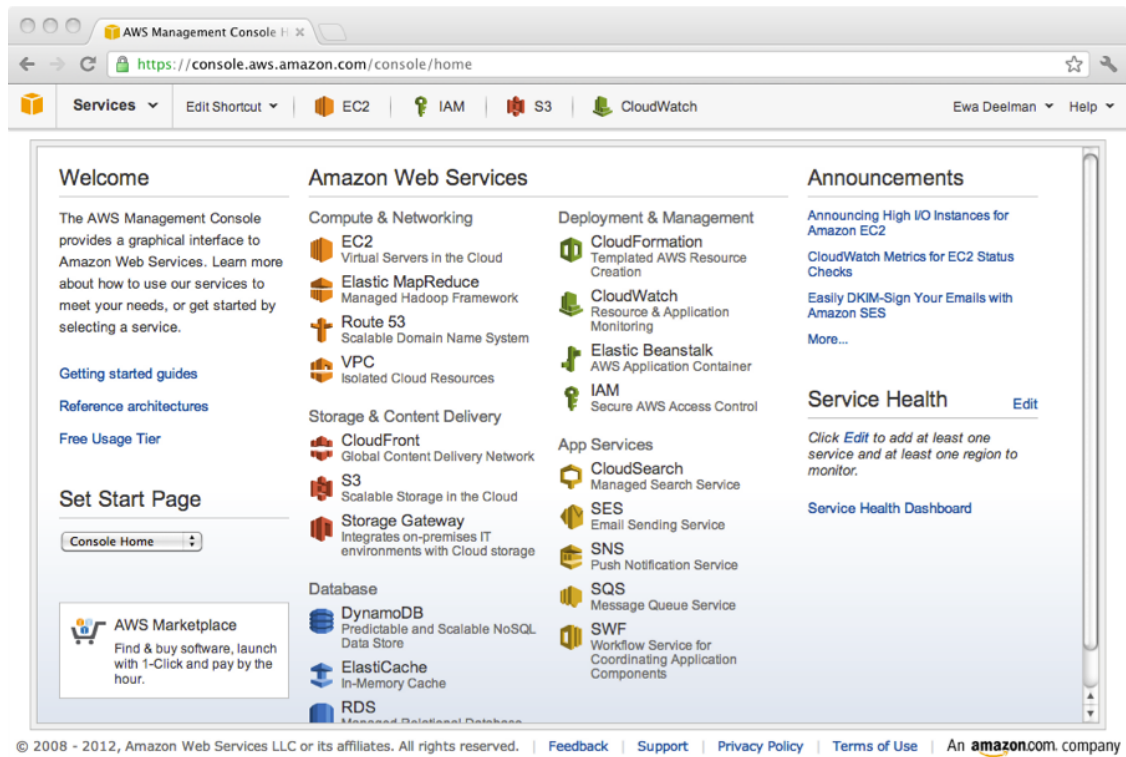 AWS Management Console H
https://console.aws.amazon.com/console/home
Services Edit Shortcut EC2 IAM S3 CloudWatch Ewa Deelman Help
Welcome
The AWS Management Console
provides a graphical interface to
Amazon Web Services. Learn more
about how to use our services to
meet your needs, or get started by
selecting a service.
Getting started guides
Reference architectures
Free Usage Tier
Set Start Page
Console Home
AWS Marketplace
Find & buy software, launch
with 1-Click and pay by the
hour.
Amazon Web Services
Compute & Networking
EC2
Virtual Servers in the Cloud
Elastic MapReduce
Managed Hadoop Framework
Route 53
Scalable Domain Name System
VPC
Isolated Cloud Resources
Storage & Content Delivery
CloudFront
Global Content Delivery Network
S3
Scalable Storage in the Cloud
Storage Gateway
Integrates on-premises IT
environments with Cloud storage
Database
DynamoDB
Predictable and Scalable NoSQL
Data Store
ElastiCache
In-Memory Cache
RDS
Managed Relational Database
Deployment & Management
CloudFormation
Templated AWS Resource
Creation
CloudWatch
Resource & Application
Monitoring
Elastic Beanstalk
AWS Application Container
IAM
Secure AWS Access Control
App Services
CloudSearch
Managed Search Service
SES
Email Sending Service
SNS
Push Notification Service
SQS
Message Queue Service
SWF
Workflow Service for
Coordinating Application
Components
Announcements
Announcing High I/O Instances for
Amazon EC2
CloudWatch Metrics for EC2 Status
Checks
Easily DKIM-Sign Your Emails with
Amazon SES
More...
Service Health Edit
Click Edit to add at least one
service and at least one region to
monitor.
Service Health Dashboard
© 2008 - 2012, Amazon Web Services LLC or its affiliates. All rights reserved. | Feedback | Support | Privacy Policy | Terms of Use | An amazon.com. company